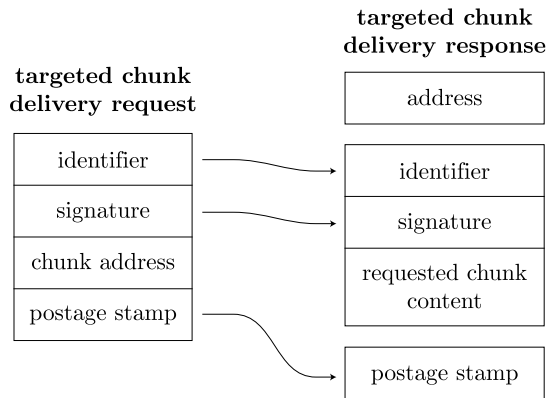 targeted chunk
delivery request
identifier
signature
chunk address
postage stamp
targeted chunk
delivery response
address
identifier
signature
requested chunk
content
postage stamp